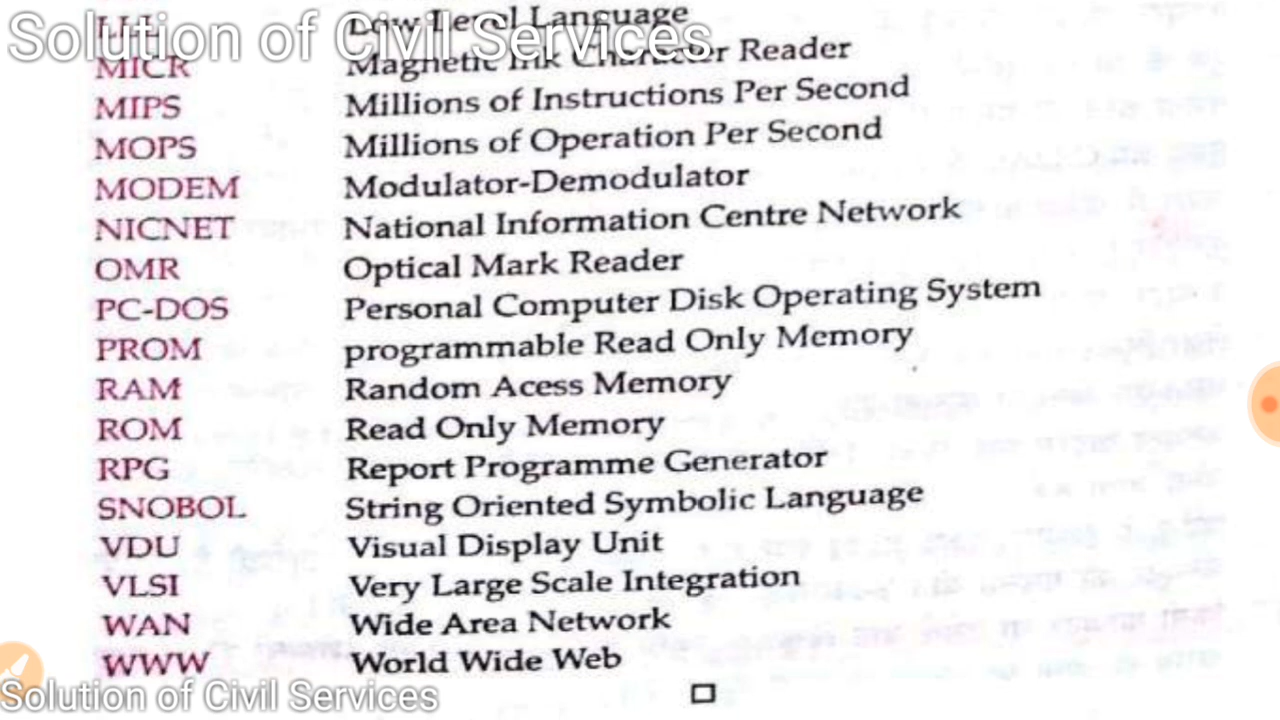 LLL Low Level Language
Solution of Civil Services
MICR Magnetic Ink Character Reader
MIPS Millions of Instructions Per Second
MOPS Millions of Operation Per Second
MODEM Modulator-Demodulator
NICNET National Information Centre Network
OMR Optical Mark Reader
PC-DOS Personal Computer Disk Operating System
PROM programmable Read Only Memory
RAM Random Acess Memory
ROM Read Only Memory
RPG Report Programme Generator
SNOBOL String Oriented Symbolic Language
VDU Visual Display Unit
VLSI Very Large Scale Integration
WAN Wide Area Network
WWW World Wide Web
Solution of Civil Services